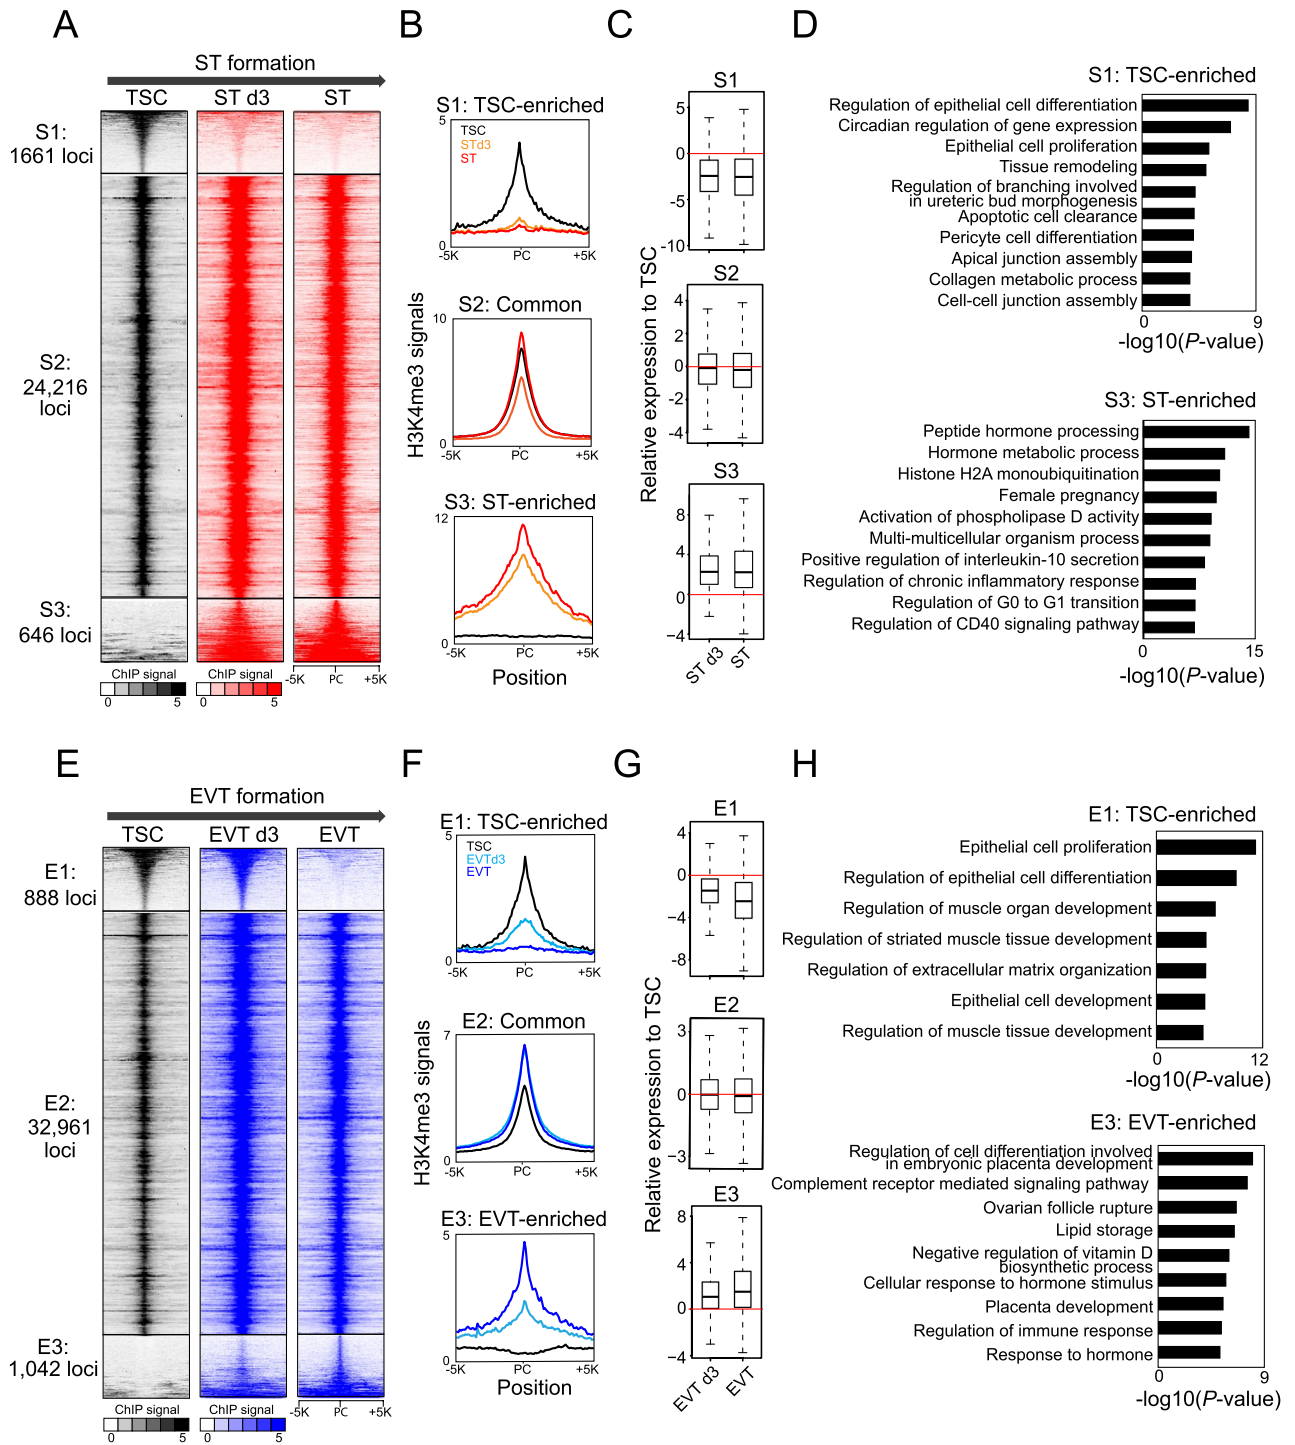 A
ST formation
TSC
ST d3
ST
S1:
1661 loci
S2:
24,216
loci
S3:
646 loci
ChIP signal
0
5
ChIP signal
0
5
-5K
PC
+5K
B
S1: TSC-enriched
5
TSC
STd3
ST
0
-5K
PC
+5K
S2: Common
10
0
-5K
PC
+5K
H3K4me3 signals
S3: ST-enriched
12
0
-5K
PC
+5K
Position
C
S1
5
0
-5
-10
S2
4
2
0
-2
-4
Relative expression to TSC
S3
8
4
0
-4
ST d3
ST
D
S1: TSC-enriched
Regulation of epithelial cell differentiation
Circadian regulation of gene expression
Epithelial cell proliferation
Tissue remodeling
Regulation of branching involved
in ureteric bud morphogenesis
Apoptotic cell clearance
Pericyte cell differentiation
Apical junction assembly
Collagen metabolic process
Cell-cell junction assembly
0
9
-log10(P-value)
S3: ST-enriched
Peptide hormone processing
Hormone metabolic process
Histone H2A monoubiquitination
Female pregnancy
Activation of phospholipase D activity
Multi-multicellular organism process
Positive regulation of interleukin-10 secretion
Regulation of chronic inflammatory response
Regulation of G0 to G1 transition
Regulation of CD40 signaling pathway
0
15
-log10(P-value)
E
EVT formation
TSC
EVT d3
EVT
E1:
888 loci
E2:
32,961
loci
E3:
1,042 loci
ChIP signal
0
5
ChIP signal
0
5
-5K
PC
+5K
F
E1: TSC-enriched
5
TSC
EVTd3
EVT
0
-5K
PC
+5K
E2: Common
7
0
-5K
PC
+5K
H3K4me3 signals
E3: EVT-enriched
5
0
-5K
PC
+5K
Position
G
E1
4
0
-4
-8
E2
3
0
-3
Relative expression to TSC
E3
8
4
0
-4
EVT d3
EVT
H
E1: TSC-enriched
Epithelial cell proliferation
Regulation of epithelial cell differentiation
Regulation of muscle organ development
Regulation of striated muscle tissue development
Regulation of extracellular matrix organization
Epithelial cell development
Regulation of muscle tissue development
0
12
-log10(P-value)
E3: EVT-enriched
Regulation of cell differentiation involved
in embryonic placenta development
Complement receptor mediated signaling pathway
Ovarian follicle rupture
Lipid storage
Negative regulation of vitamin D
biosynthetic process
Cellular response to hormone stimulus
Placenta development
Regulation of immune response
Response to hormone
0
9
-log10(P-value)